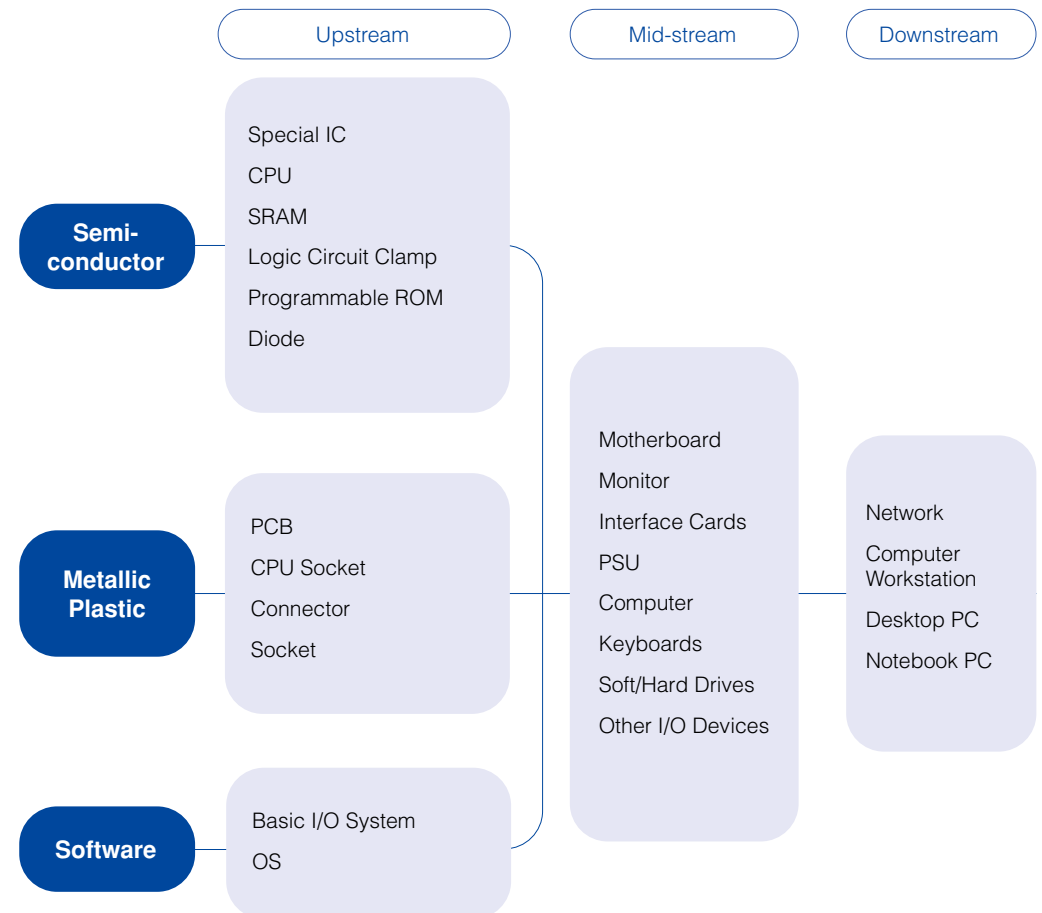 Upstream
Mid-stream
Downstream
Semi-
conductor
Special IC
CPU
SRAM
Logic Circuit Clamp
Programmable ROM
Diode
Metallic
Plastic
PCB
CPU Socket
Connector
Socket
Software
Basic I/O System
OS
Motherboard
Monitor
Interface Cards
PSU
Computer
Keyboards
Soft/Hard Drives
Other I/O Devices
Network
Computer
Workstation
Desktop PC
Notebook PC